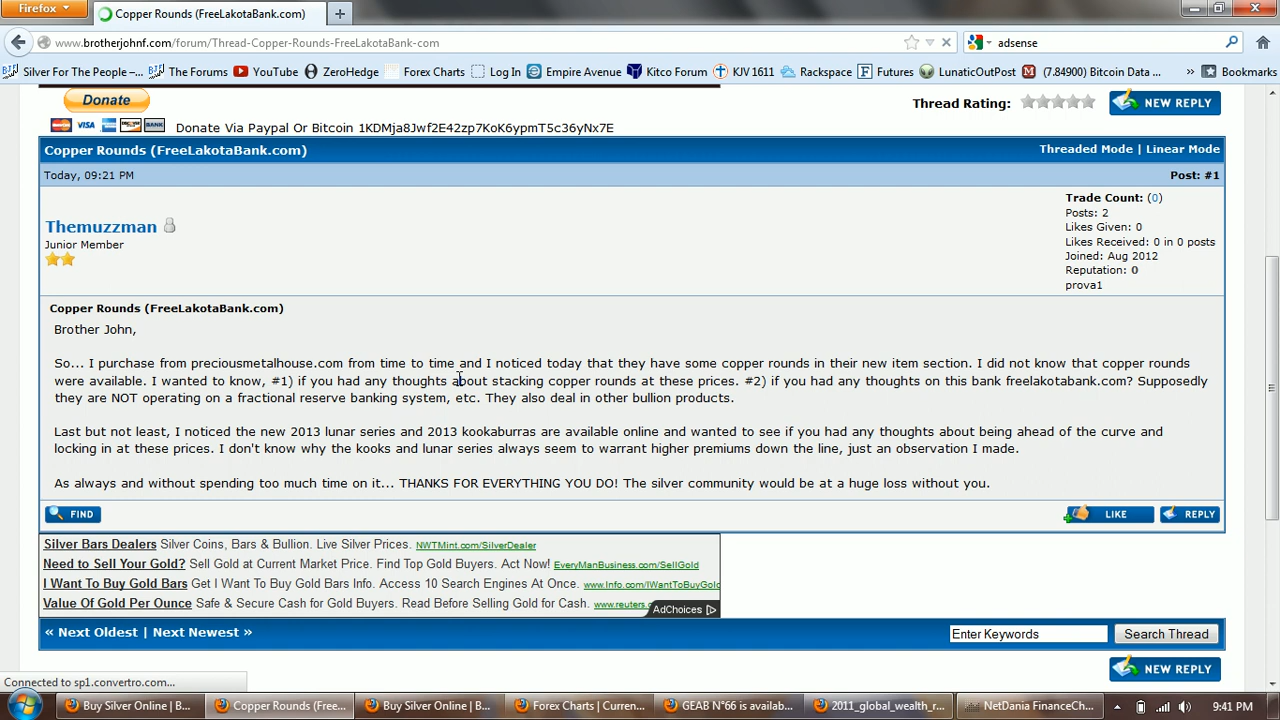 Firefox
Copper Rounds (FreeLakotaBank.com)
www.brotherjohnf.com/forum/Thread-Copper-Rounds-FreeLakotaBank-com
adsense
Silver For The People –... The Forums YouTube ZeroHedge Forex Charts Log In Empire Avenue Kitco Forum KJV 1611 Rackspace Futures LunaticOutPost (7.84900) Bitcoin Data ... » Bookmarks
Donate
Thread Rating:
NEW REPLY
VISA BANK Donate Via Paypal Or Bitcoin 1KDMja8Jwf2E42zp7KoK6ypmT5c36yNx7E
Copper Rounds (FreeLakotaBank.com) Threaded Mode | Linear Mode
Today, 09:21 PM Post: #1
Themuzzman
Junior Member
Trade Count: (0)
Posts: 2
Likes Given: 0
Likes Received: 0 in 0 posts
Joined: Aug 2012
Reputation: 0
prova1
Copper Rounds (FreeLakotaBank.com)
Brother John,
So... I purchase from preciousmetalhouse.com from time to time and I noticed today that they have some copper rounds in their new item section. I did not know that copper rounds
were available. I wanted to know, #1) if you had any thoughts about stacking copper rounds at these prices. #2) if you had any thoughts on this bank freelakotabank.com? Supposedly
they are NOT operating on a fractional reserve banking system, etc. They also deal in other bullion products.
Last but not least, I noticed the new 2013 lunar series and 2013 kookaburras are available online and wanted to see if you had any thoughts about being ahead of the curve and
locking in at these prices. I don't know why the kooks and lunar series always seem to warrant higher premiums down the line, just an observation I made.
As always and without spending too much time on it... THANKS FOR EVERYTHING YOU DO! The silver community would be at a huge loss without you.
FIND LIKE REPLY
Silver Bars Dealers Silver Coins, Bars & Bullion. Live Silver Prices. NWTMint.com/SilverDealer
Need to Sell Your Gold? Sell Gold at Current Market Price. Find Top Gold Buyers. Act Now! EveryManBusiness.com/SellGold
I Want To Buy Gold Bars Get I Want To Buy Gold Bars Info. Access 10 Search Engines At Once. www.Info.com/IWantToBuyGold
Value Of Gold Per Ounce Safe & Secure Cash for Gold Buyers. Read Before Selling Gold for Cash. www.reuters.
AdChoices
« Next Oldest | Next Newest » Enter Keywords Search Thread
NEW REPLY
Connected to sp1.convertro.com...
Buy Silver Online | B... Copper Rounds (Free... Buy Silver Online | B... Forex Charts | Curren... GEAB N°66 is availab... 2011_global_wealth_r... NetDania FinanceCh... 9:41 PM